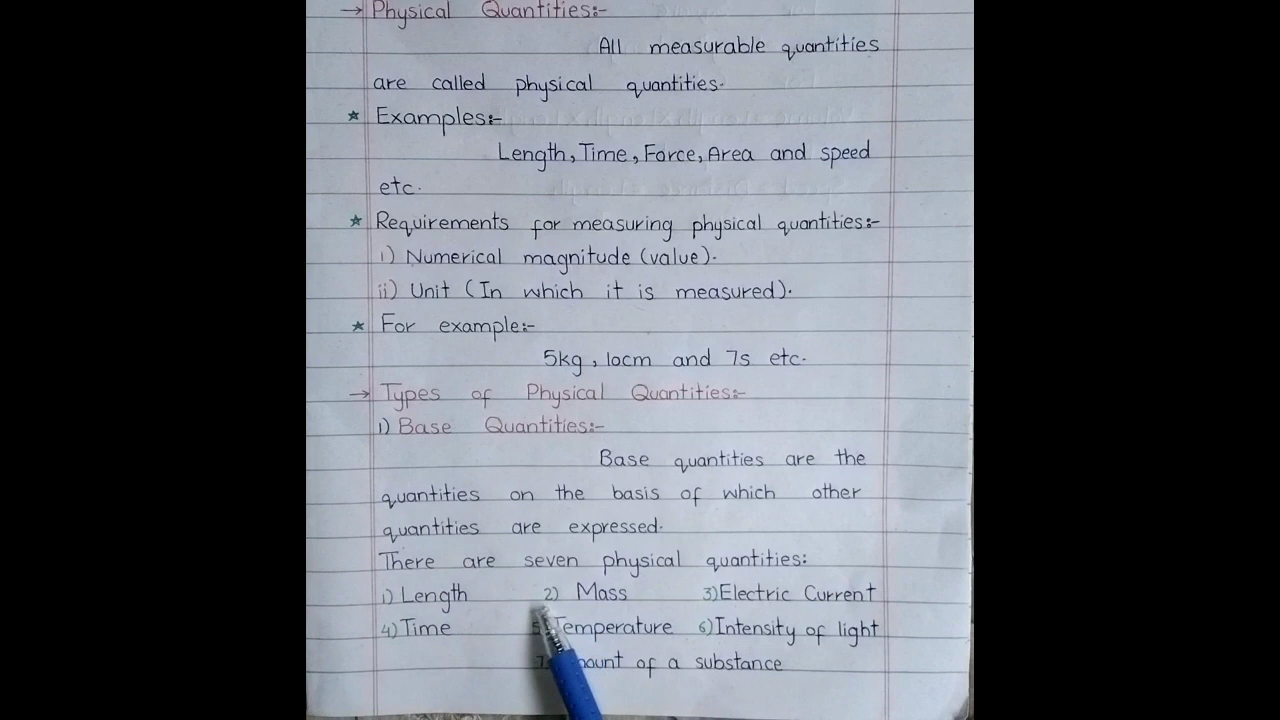 → Physical Quantities:-
All measurable quantities
are called physical quantities.
* Examples:-
Length, Time, Force, Area and speed
etc.
* Requirements for measuring physical quantities:-
i) Numerical magnitude (value).
ii) Unit (In which it is measured).
* For example:-
5kg, 10cm and 7s etc.
→ Types of Physical Quantities:-
1) Base Quantities:-
Base quantities are the
quantities on the basis of which other
quantities are expressed.
There are seven physical quantities:
1) Length 2) Mass 3) Electric Current
4) Time 5) Temperature 6) Intensity of light
of a substance